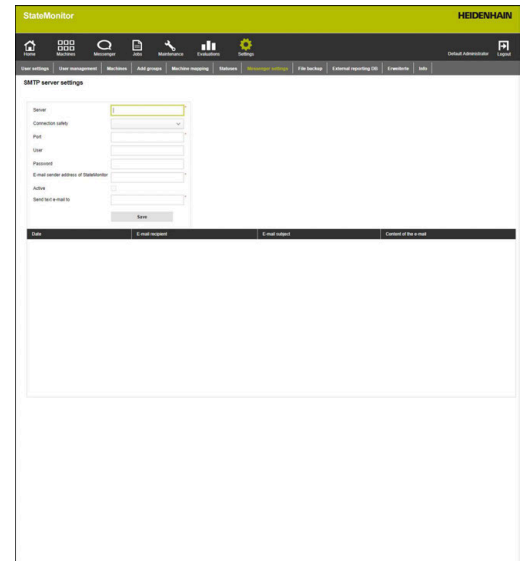 StateMonitor HEIDENHAIN
Home Machines Messenger Jobs Maintenance Evaluations Settings Default Administrator Logout
User settings User management Machines Add groups Machine mapping Statuses Messenger settings File backup External reporting DB Erweiterte Info
SMTP server settings
Server *
Connection (safe)
Port *
User
Password
E-mail sender address of StateMonitor *
Active
Send test e-mail to *
Save
Date E-mail recipient E-mail subject Content of the e-mail